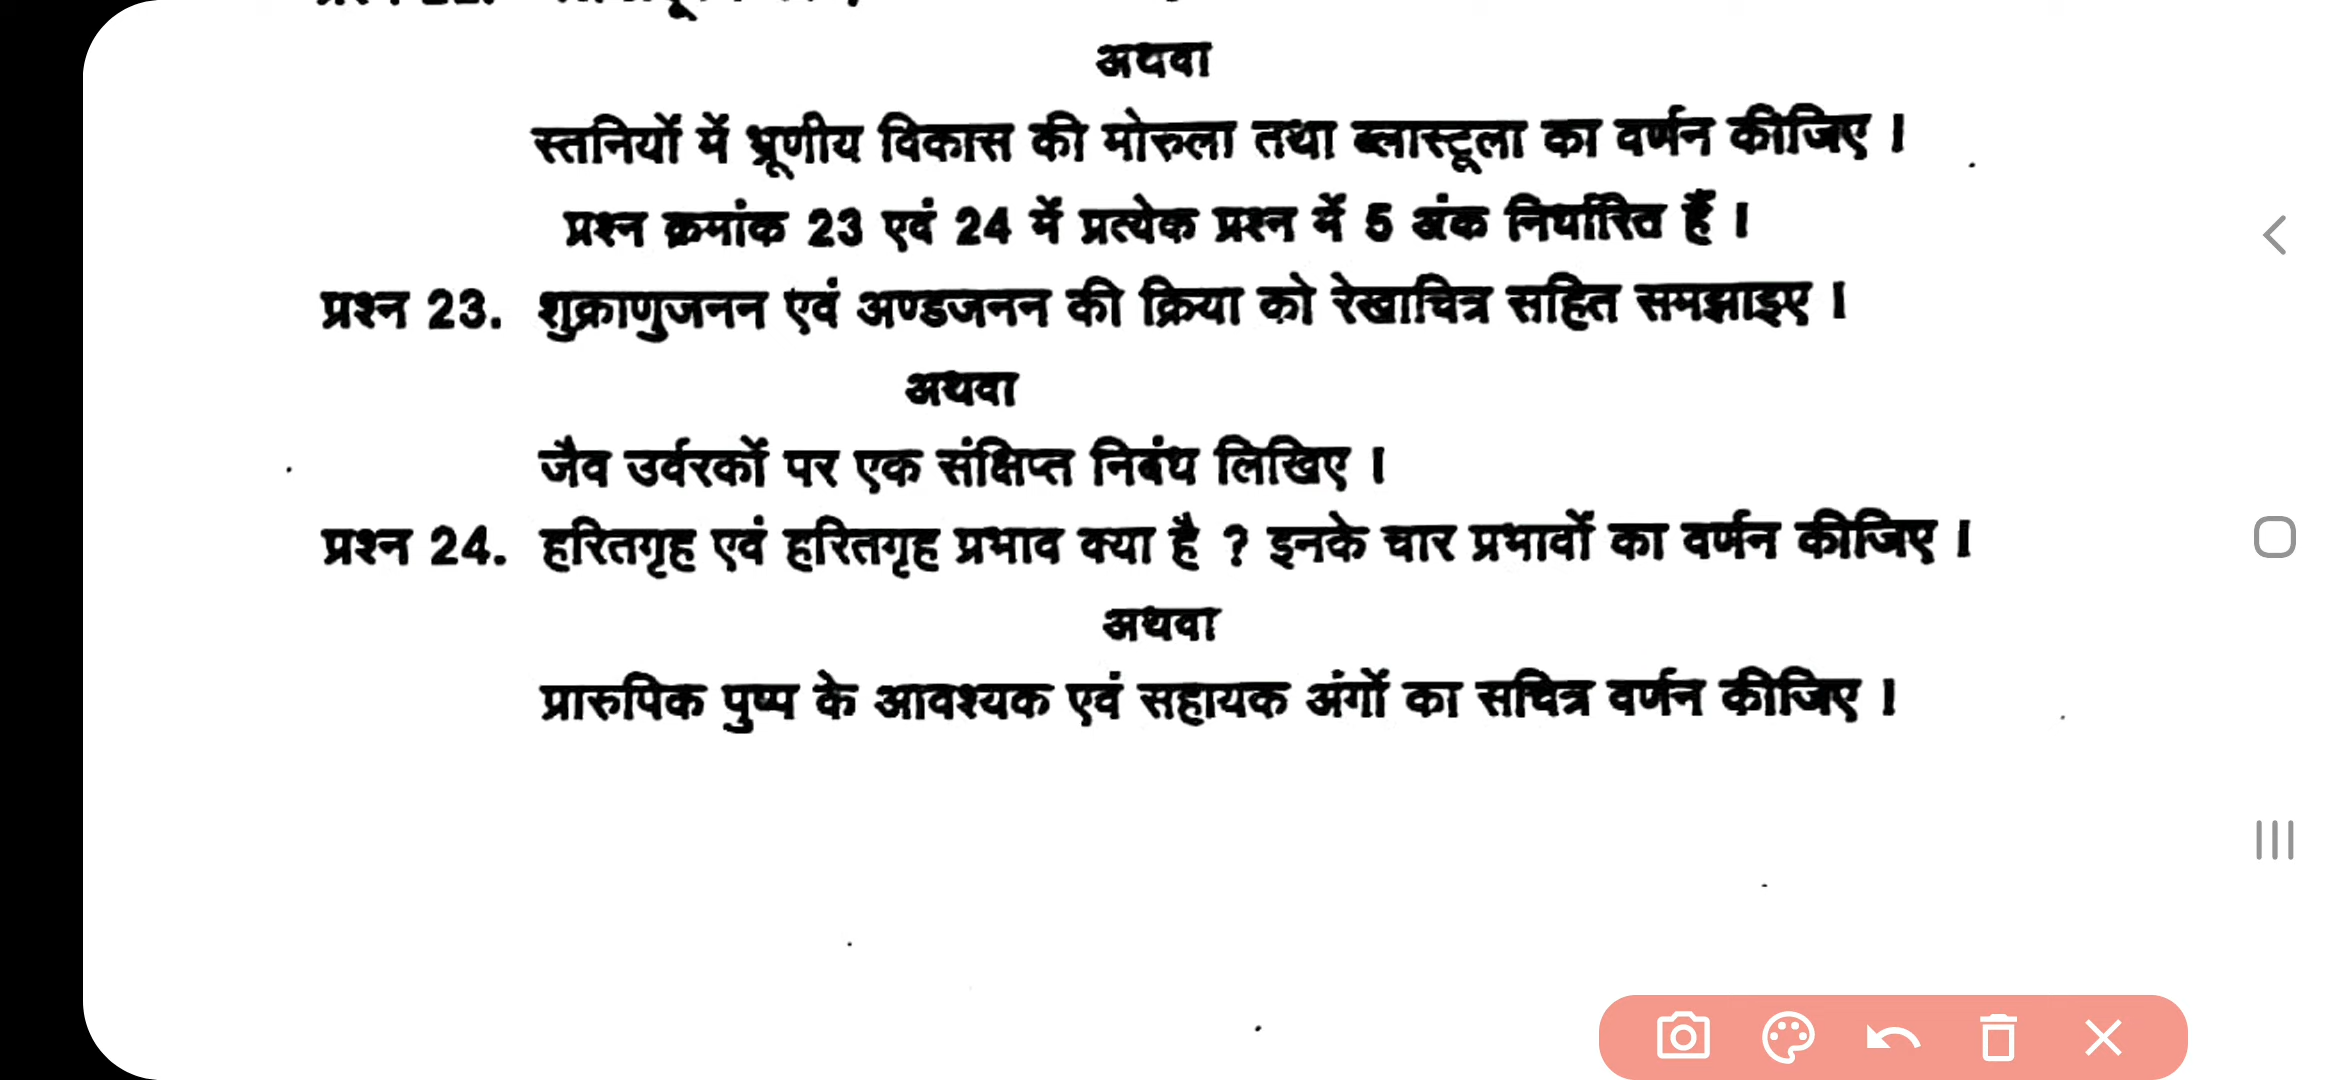 अथवा
स्तनियों में भ्रूणीय विकास की मोरुला तथा ब्लास्टूला का वर्णन कीजिए ।
प्रश्न क्रमांक 23 एवं 24 में प्रत्येक प्रश्न में 5 अंक निर्धारित हैं ।
प्रश्न 23. शुक्राणुजनन एवं अण्डजनन की क्रिया को रेखाचित्र सहित समझाइए ।
अथवा
जैव उर्वरकों पर एक संक्षिप्त निबंध लिखिए ।
प्रश्न 24. हरितगृह एवं हरितगृह प्रभाव क्या है ? इनके चार प्रभावों का वर्णन कीजिए ।
अथवा
प्रारुपिक पुष्प के आवश्यक एवं सहायक अंगों का सचित्र वर्णन कीजिए ।